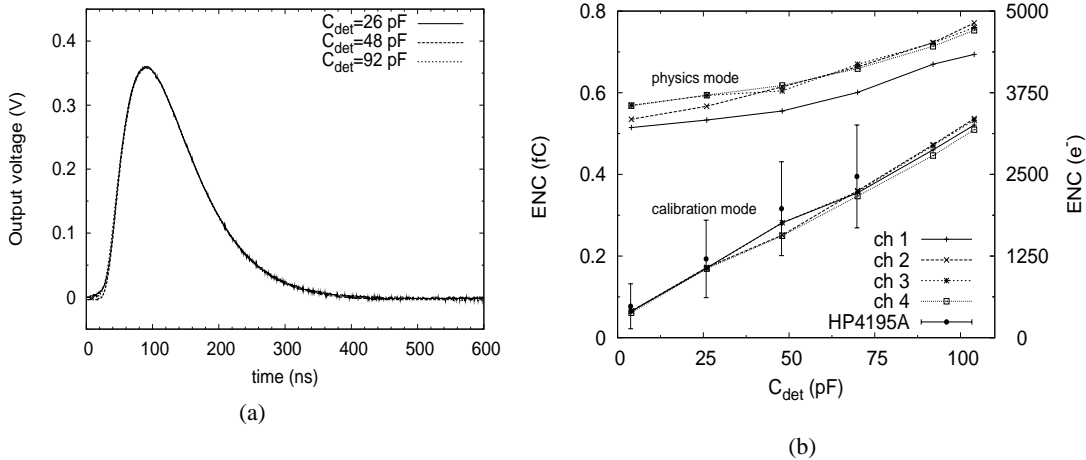 Output voltage (V)
0.4
0.3
0.2
0.1
0
0 100 200 300 400 500 600
time (ns)
C_det=26 pF
C_det=48 pF
C_det=92 pF
(a)
ENC (fC)
0.8
0.6
0.4
0.2
0
0 25 50 75 100
C_det (pF)
physics mode
calibration mode
ch 1
ch 2
ch 3
ch 4
HP4195A
5000
3750
2500
1250
0
ENC (e⁻)
(b)